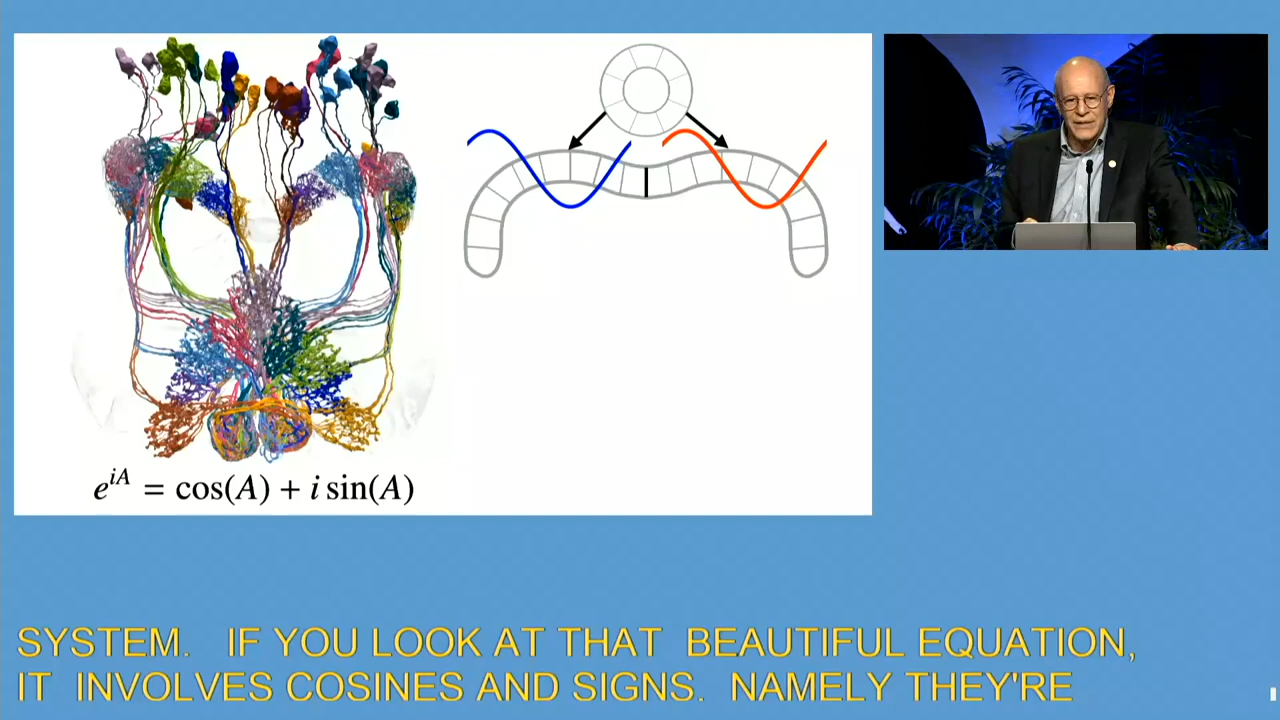 e^{iA} = cos(A) + i sin(A)
SYSTEM. IF YOU LOOK AT THAT BEAUTIFUL EQUATION,
IT INVOLVES COSINES AND SIGNS. NAMELY THEY'RE